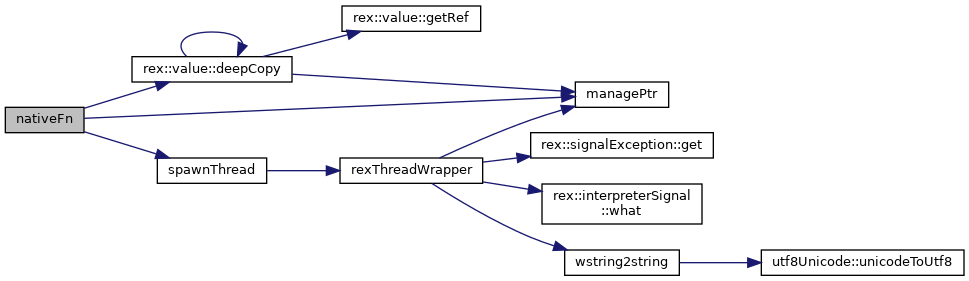 rex::value::getRef
rex::value::deepCopy
managePtr
nativeFn
rex::signalException::get
spawnThread
rexThreadWrapper
rex::interpreterSignal
::what
wstring2string
utf8Unicode::unicodeToUtf8